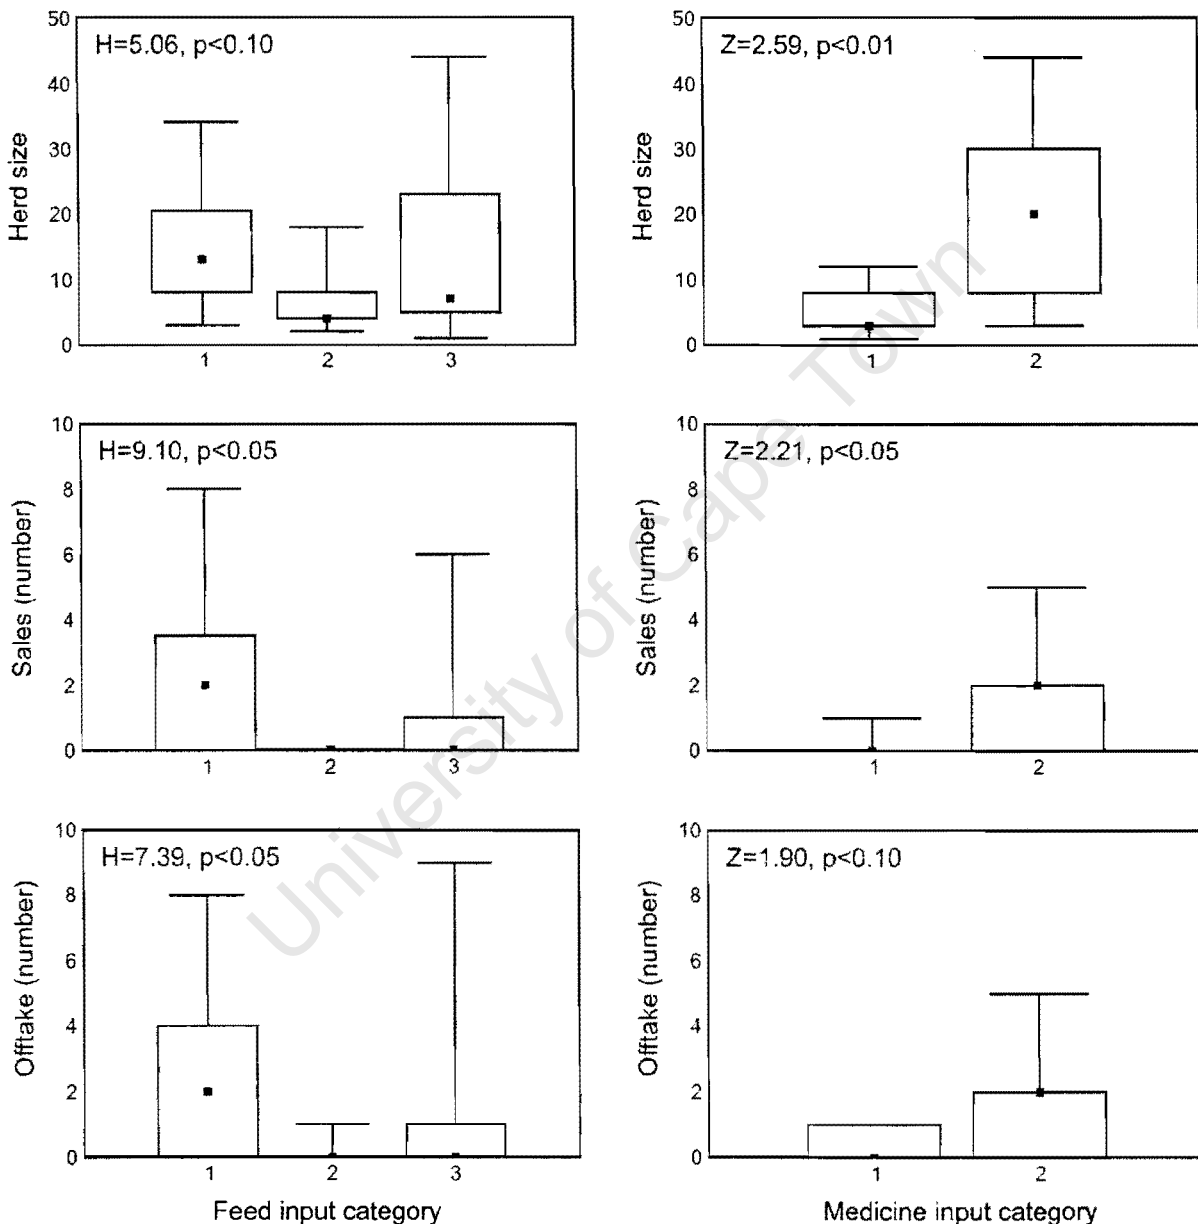 H=5.06, p<0.10
50
40
30
20
10
0
Herd size
1 2 3
Z=2.59, p<0.01
50
40
30
20
10
0
Herd size
1 2
H=9.10, p<0.05
10
8
6
4
2
0
Sales (number)
1 2 3
Z=2.21, p<0.05
10
8
6
4
2
0
Sales (number)
1 2
H=7.39, p<0.05
10
8
6
4
2
0
Offtake (number)
1 2 3
Feed input category
Z=1.90, p<0.10
10
8
6
4
2
0
Offtake (number)
1 2
Medicine input category
University of Cape Town